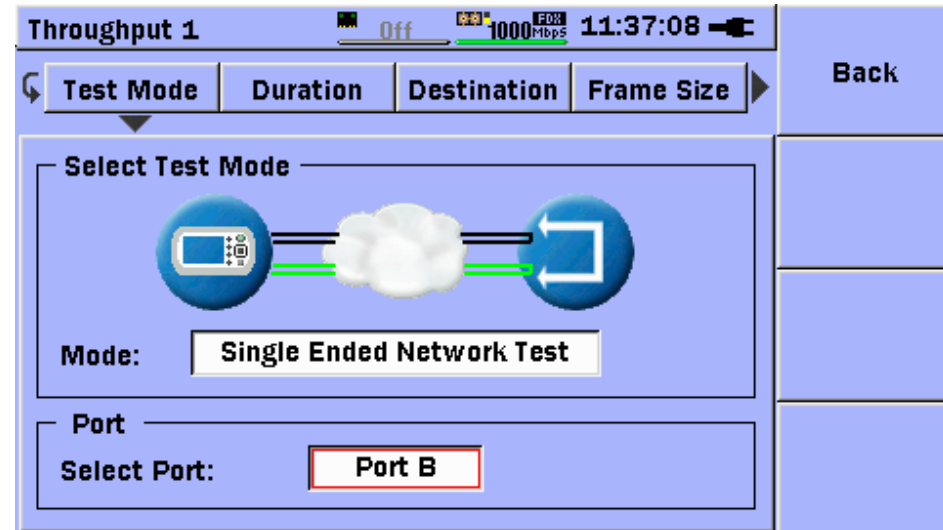 Throughput 1 Off 1000 FDX Mbps 11:37:08
Back
Test Mode Duration Destination Frame Size
Select Test Mode
Mode: Single Ended Network Test
Port
Select Port: Port B